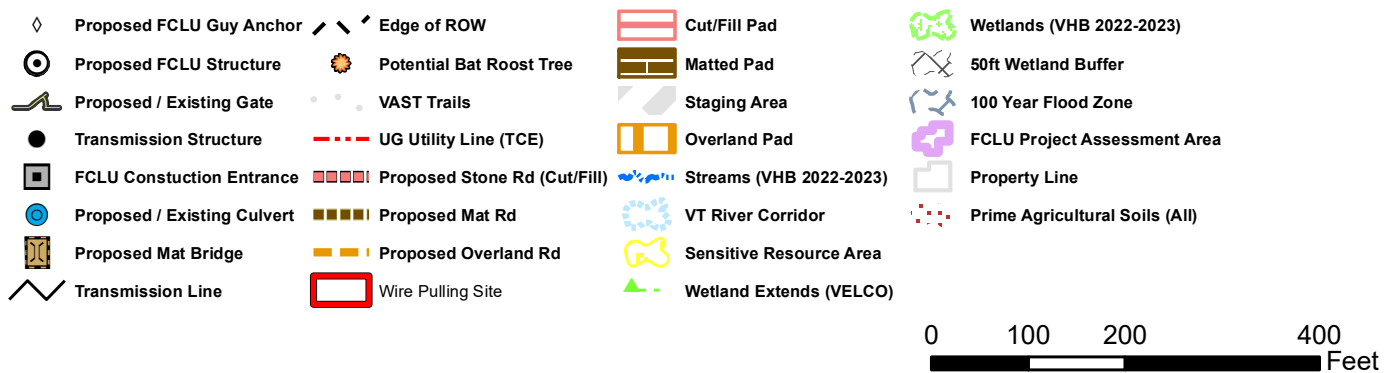 Proposed FCLU Guy Anchor
Proposed FCLU Structure
Proposed / Existing Gate
Transmission Structure
FCLU Constuction Entrance
Proposed / Existing Culvert
Proposed Mat Bridge
Transmission Line
Edge of ROW
Potential Bat Roost Tree
VAST Trails
UG Utility Line (TCE)
Proposed Stone Rd (Cut/Fill)
Proposed Mat Rd
Proposed Overland Rd
Wire Pulling Site
Cut/Fill Pad
Matted Pad
Staging Area
Overland Pad
Streams (VHB 2022-2023)
VT River Corridor
Sensitive Resource Area
Wetland Extends (VELCO)
Wetlands (VHB 2022-2023)
50ft Wetland Buffer
100 Year Flood Zone
FCLU Project Assessment Area
Property Line
Prime Agricultural Soils (All)
0 100 200 400
Feet